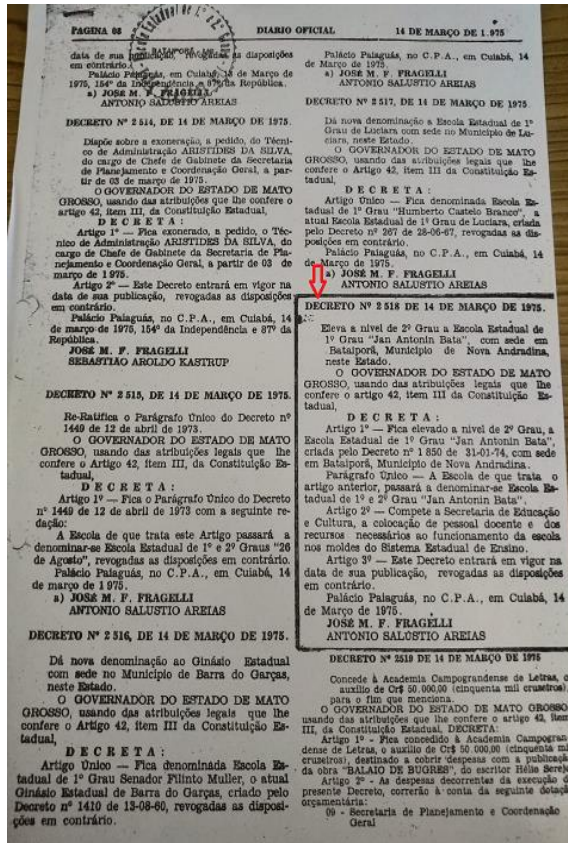 PAGINA 08 DIARIO OFICIAL 14 DE MARÇO DE 1.975
data de sua publicação, revogadas as disposições
em contrário.
Palácio Paiaguás, em Cuiabá, 13 de Março de
1975, 154º da Independência e 87º da República.
a) JOSÉ M. FRAGELLI
ANTONIO SALUSTIO AREIAS
DECRETO Nº 2 514, DE 14 DE MARÇO DE 1975.
Dispõe sobre a exoneração, a pedido, do Técni-
co de Administração ARISTIDES DA SILVA,
do cargo de Chefe de Gabinete da Secretaria
de Planejamento e Coordenação Geral, a par-
tir de 03 de março de 1975.
O GOVERNADOR DO ESTADO DE MATO
GROSSO, usando das atribuições legais que lhe confere o
artigo 42, item III, da Constituição Estadual,
D E C R E T A :
Artigo 1º — Fica exonerado, a pedido, o Téc-
nico de Administração ARISTIDES DA SILVA, do
cargo de Chefe de Gabinete da Secretaria de Pla-
nejamento e Coordenação Geral, a partir de 03 de
março de 1975.
Artigo 2º — Este Decreto entrará em vigor na
data de sua publicação, revogadas as disposições
em contrário.
Palácio Paiaguás, no C.P.A., em Cuiabá, 14
de março de 1975, 154º da Independência e 87º da
República.
JOSÉ M. F. FRAGELLI
SEBASTIAO AROLDO KASTRUP
DECRETO Nº 2 515, DE 14 DE MARÇO DE 1975.
Re-Ratifica o Parágrafo Único do Decreto nº
1449 de 12 de abril de 1973.
O GOVERNADOR DO ESTADO DE MATO
GROSSO, usando das atribuições legais que lhe
confere o Artigo 42, ítem III, da Constituição Es-
tadual,
D E C R E T A :
Artigo 1º — Fica o Parágrafo Único do Decreto
nº 1449 de 12 de abril de 1973 com a seguinte re-
dação:
A Escola de que trata este Artigo passará a
denominar-se Escola Estadual de 1º e 2º Graus "26
de Agosto", revogadas as disposições em contrário.
Palácio Paiaguás, no C.P.A., em Cuiabá, 14
de março de 1975.
a) JOSÉ M. F. FRAGELLI
ANTONIO SALUSTIO AREIAS
DECRETO Nº 2 516, DE 14 DE MARÇO DE 1975.
Dá nova denominação ao Ginásio Estadual
com sede no Municipio de Barra do Garças,
neste Estado.
O GOVERNADOR DO ESTADO DE MATO
GROSSO, usando das atribuições legais que lhe
confere o Artigo 42, ítem III, da Constituição Es-
tadual,
D E C R E T A :
Artigo Único — Fica denominada Escola Es-
tadual de 1º Grau Senador Filinto Muller, o atual
Ginásio Estadual de Barra do Garças, criado pelo
Decreto nº 1410 de 13-08-60, revogadas as disposi-
ções em contrário.
Palácio Paiaguás, no C.P.A., em Cuiabá, 14
de Março de 1975.
a) JOSÉ M. F. FRAGELLI
ANTONIO SALUSTIO AREIAS
DECRETO Nº 2 517, DE 14 DE MARÇO DE 1975.
Dá nova denominação a Escola Estadual de 1º
Grau de Luciara com sede no Municipio de Lu-
ciara, neste Estado.
O GOVERNADOR DO ESTADO DE MATO
GROSSO, usando das atribuições legais que lhe
confere o Artigo 42, ítem III, da Constituição Es-
tadual,
D E C R E T A :
Artigo Único — Fica denominada Escola Es-
tadual de 1º Grau "Humberto Castelo Branco", a
atual Escola Estadual de 1º Grau de Luciara, criada
pelo Decreto nº 267 de 28-06-67, revogadas as dis-
posições em contrário.
Palácio Paiaguás, no C.P.A., em Cuiabá, 14
de Março de 1975.
a) JOSÉ M. F. FRAGELLI
ANTONIO SALUSTIO AREIAS
DECRETO Nº 2 518 DE 14 DE MARÇO DE 1975.
Eleva a nivel de 2º Grau a Escola Estadual de
1º Grau "Jan Antonin Bata", com sede em
Bataiporã, Municipio de Nova Andradina,
neste Estado.
O GOVERNADOR DO ESTADO DE MATO
GROSSO, usando das atribuições legais que lhe
confere o artigo 42, ítem III da Constituição Es-
tadual,
D E C R E T A :
Artigo 1º — Fica elevado a nivel de 2º Grau, a
Escola Estadual de 1º Grau "Jan Antonin Bata",
criada pelo Decreto nº 1 850 de 31-01-74, com sede
em Bataiporã, Municipio de Nova Andradina.
Parágrafo Único — A Escola de que trata o
artigo anterior, passará a denominar-se Escola Es-
tadual de 1º e 2º Grau "Jan Antonin Bata".
Artigo 2º — Compete a Secretaria de Educação
e Cultura, a colocação de pessoal docente e dos
recursos necessários ao funcionamento da escola
nos moldes do Sistema Estadual de Ensino.
Artigo 3º — Este Decreto entrará em vigor na
data de sua publicação, revogadas as disposições
em contrário.
Palácio Paiaguás, no C.P.A., em Cuiabá, 14
de Março de 1975.
JOSÉ M. F. FRAGELLI
ANTONIO SALÚSTIO AREIAS
DECRETO Nº 2519 DE 14 DE MARÇO DE 1975
Concede à Academia Campograndense de Letras, o
auxilio de Cr$ 50.000,00 (cinquenta mil cruzeiros),
para o fim que menciona.
O GOVERNADOR DO ESTADO DE MATO GROSSO
usando das atribuições que lhe confere o artigo 42, item
III, da Constituição Estadual, DECRETA:
Artigo 1º - Fica concedido à Academia Campogran-
dense de Letras, o auxilio de Cr$ 50.000,00 (cinquenta mil
cruzeiros), destinado a cobrir despesas com a publicação
da obra "BALAIO DE BUGRES", do escritor Hélio Serejo
Artigo 2º - As despesas decorrentes da execução d
presente Decreto, correrão à conta da seguinte dotaçã
orçamentária:
09 - Secretaria de Planejamento e Coordenação
Geral